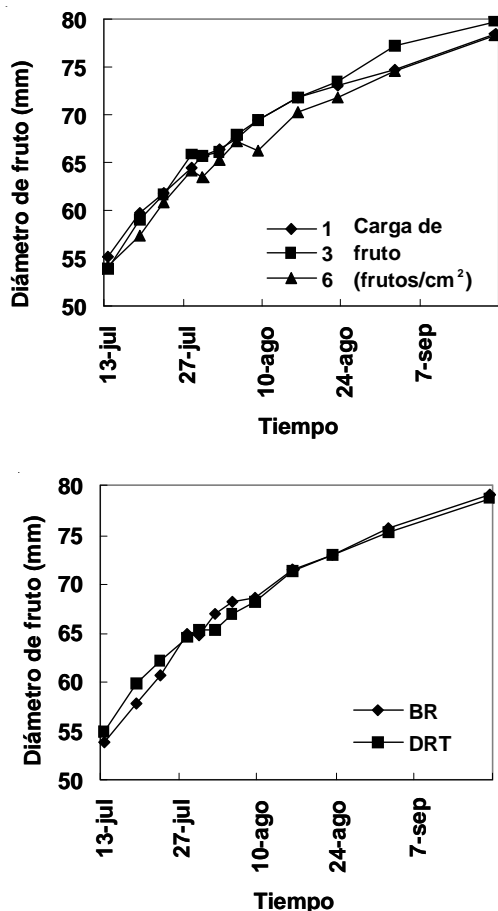 80
75
70
65
60
55
50
Diámetro de fruto (mm)
1 Carga de
3 fruto
6 (frutos/cm²)
13-jul
27-jul
10-ago
24-ago
7-sep
Tiempo
80
75
70
65
60
55
50
Diámetro de fruto (mm)
BR
DRT
13-jul
27-jul
10-ago
24-ago
7-sep
Tiempo